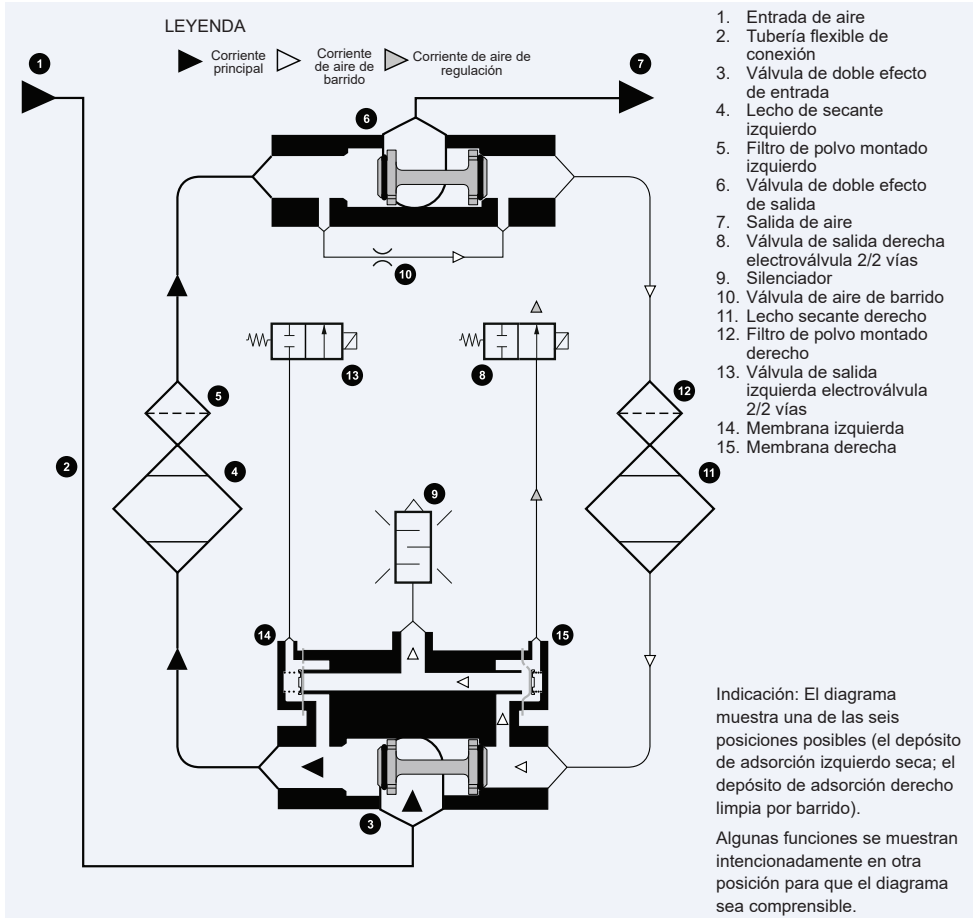 LEYENDA
Corriente
principal
Corriente
de aire de
barrido
Corriente de aire de
regulación
1
7
6
10
13
8
5
12
2
4
11
9
14
15
3
1. Entrada de aire
2. Tubería flexible de
conexión
3. Válvula de doble efecto
de entrada
4. Lecho de secante
izquierdo
5. Filtro de polvo montado
izquierdo
6. Válvula de doble efecto
de salida
7. Salida de aire
8. Válvula de salida derecha
electroválvula 2/2 vías
9. Silenciador
10. Válvula de aire de barrido
11. Lecho secante derecho
12. Filtro de polvo montado
derecho
13. Válvula de salida
izquierda electroválvula
2/2 vías
14. Membrana izquierda
15. Membrana derecha
Indicación: El diagrama
muestra una de las seis
posiciones posibles (el depósito
de adsorción izquierdo seca; el
depósito de adsorción derecho
limpia por barrido).
Algunas funciones se muestran
intencionadamente en otra
posición para que el diagrama
sea comprensible.